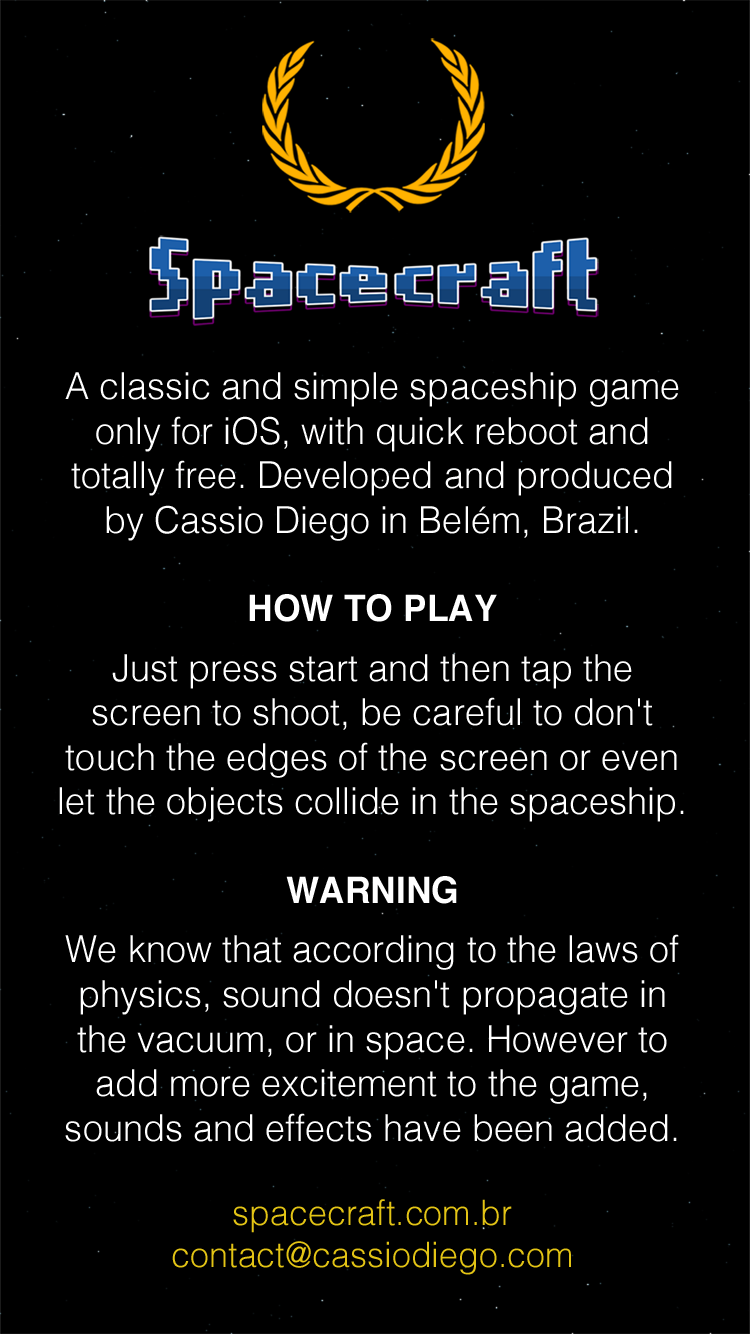 Spacecraft
A classic and simple spaceship game
only for iOS, with quick reboot and
totally free. Developed and produced
by Cassio Diego in Belém, Brazil.
HOW TO PLAY
Just press start and then tap the
screen to shoot, be careful to don't
touch the edges of the screen or even
let the objects collide in the spaceship.
WARNING
We know that according to the laws of
physics, sound doesn't propagate in
the vacuum, or in space. However to
add more excitement to the game,
sounds and effects have been added.
spacecraft.com.br
contact@cassiodiego.com